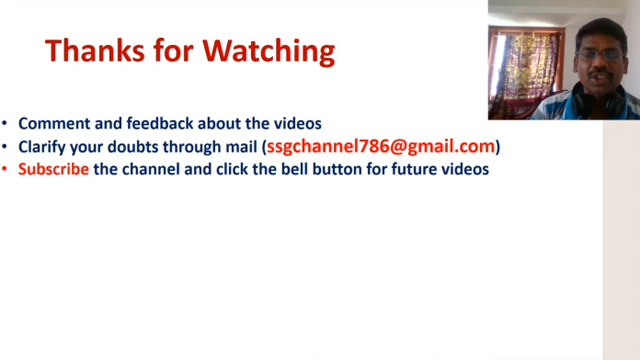 Thanks for Watching
• Comment and feedback about the videos
• Clarify your doubts through mail (ssgchannel786@gmail.com)
• Subscribe the channel and click the bell button for future videos